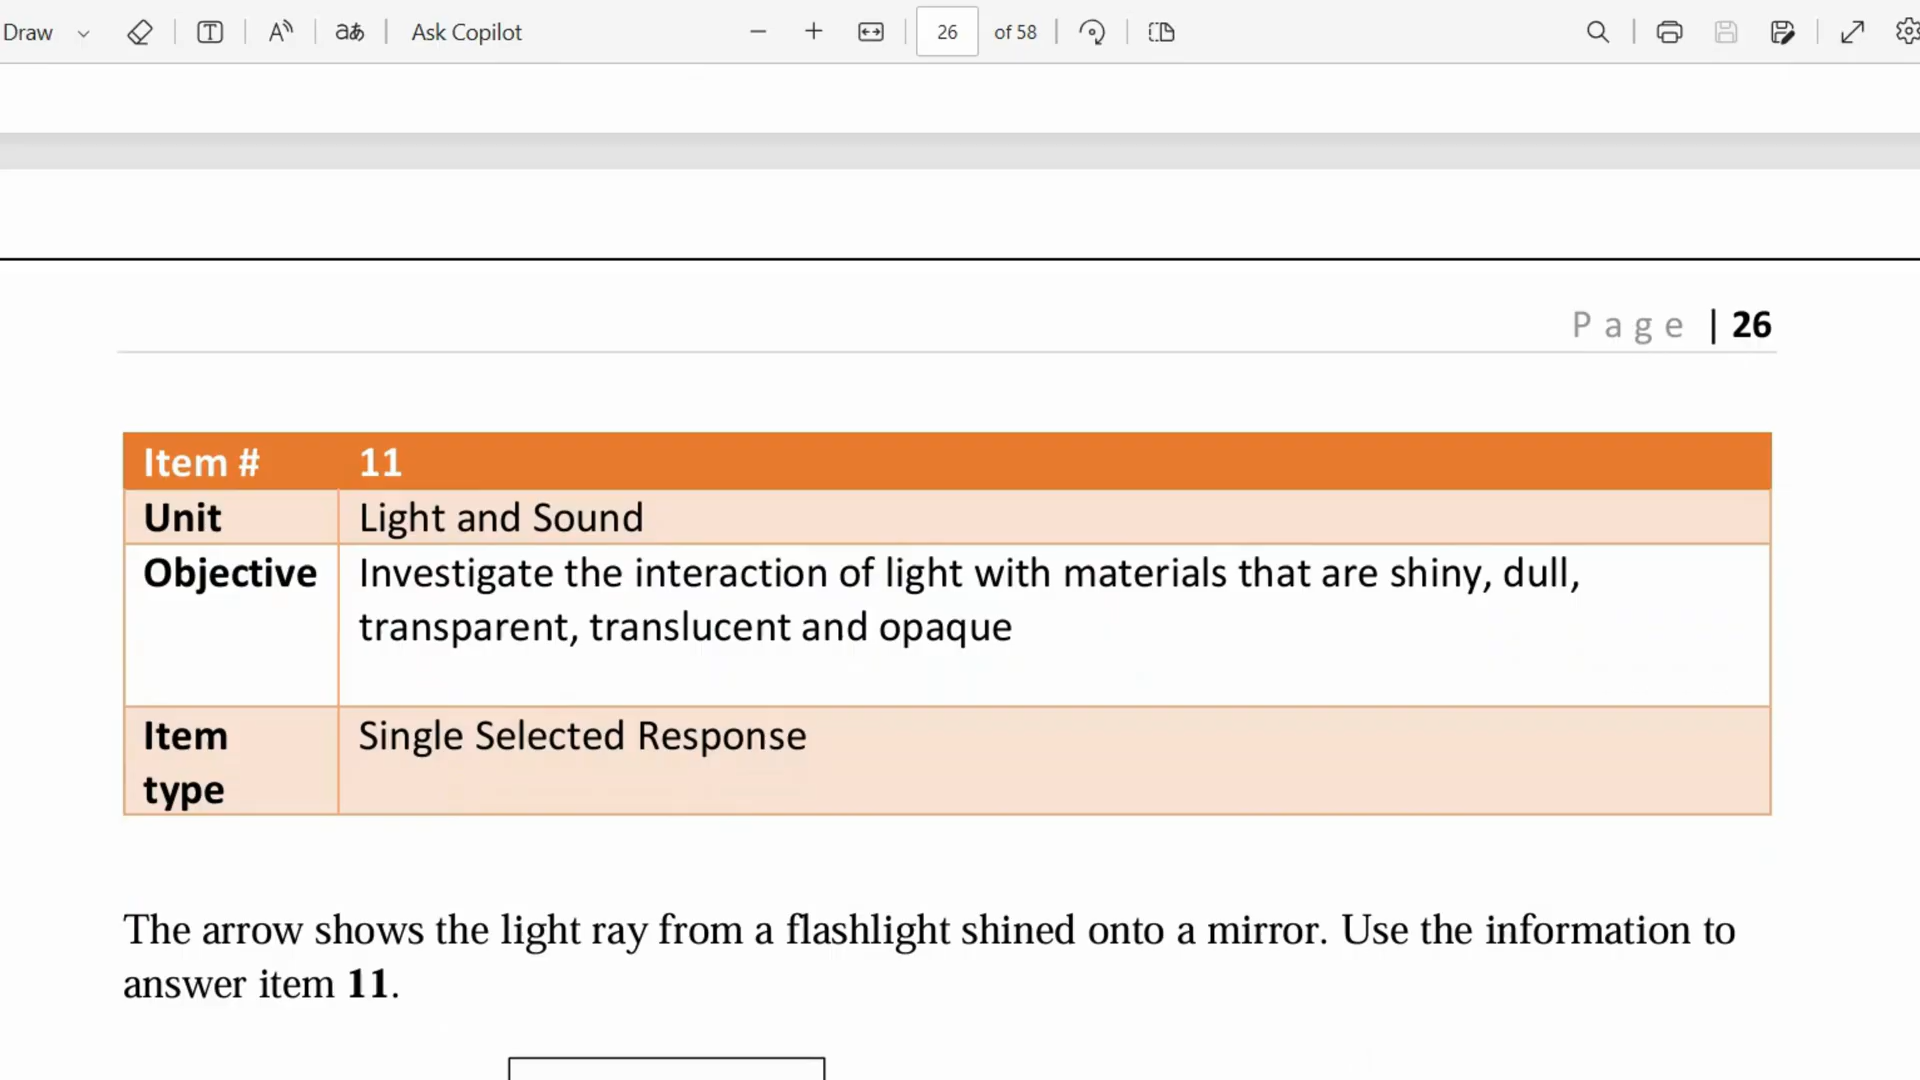 Draw aあ Ask Copilot 26 of 58
Page | 26
Item # 11
Unit Light and Sound
Objective Investigate the interaction of light with materials that are shiny, dull,
transparent, translucent and opaque
Item Single Selected Response
type
The arrow shows the light ray from a flashlight shined onto a mirror. Use the information to
answer item 11.